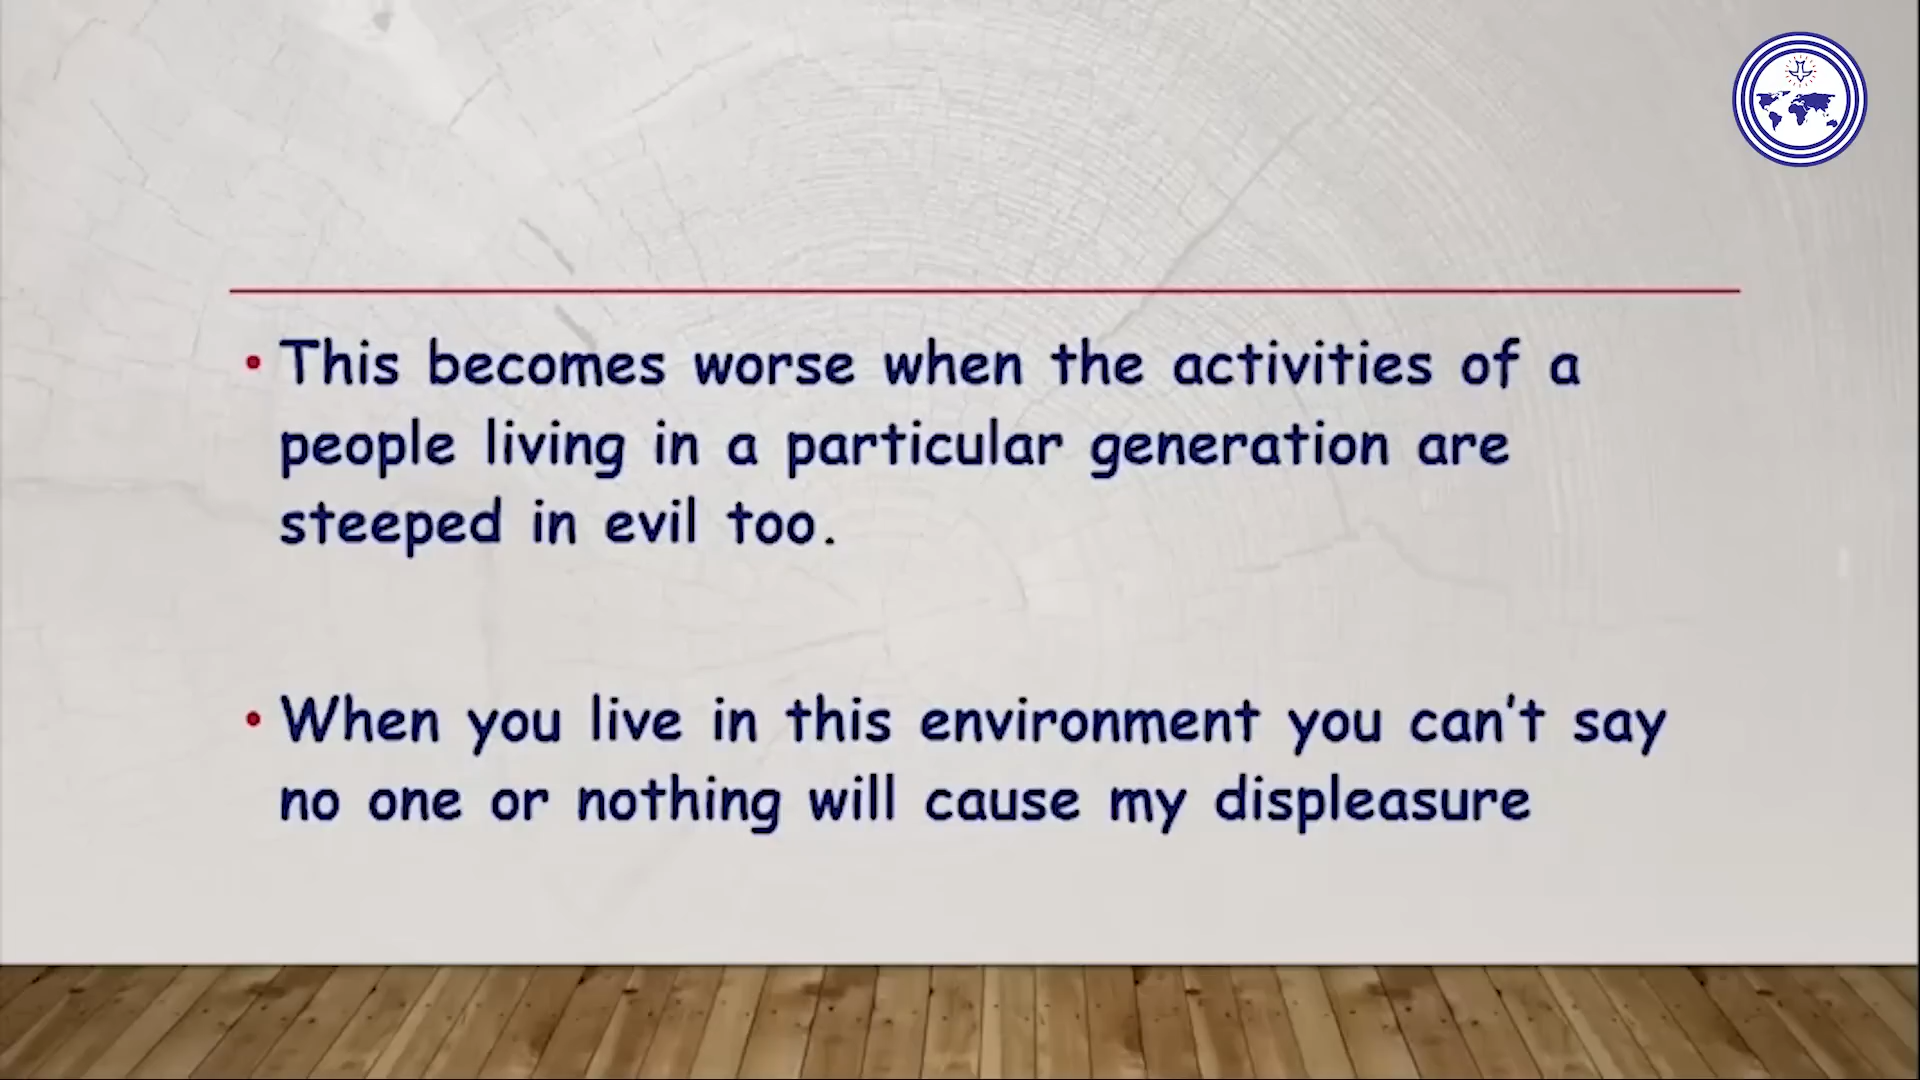 • This becomes worse when the activities of a
people living in a particular generation are
steeped in evil too.
• When you live in this environment you can't say
no one or nothing will cause my displeasure